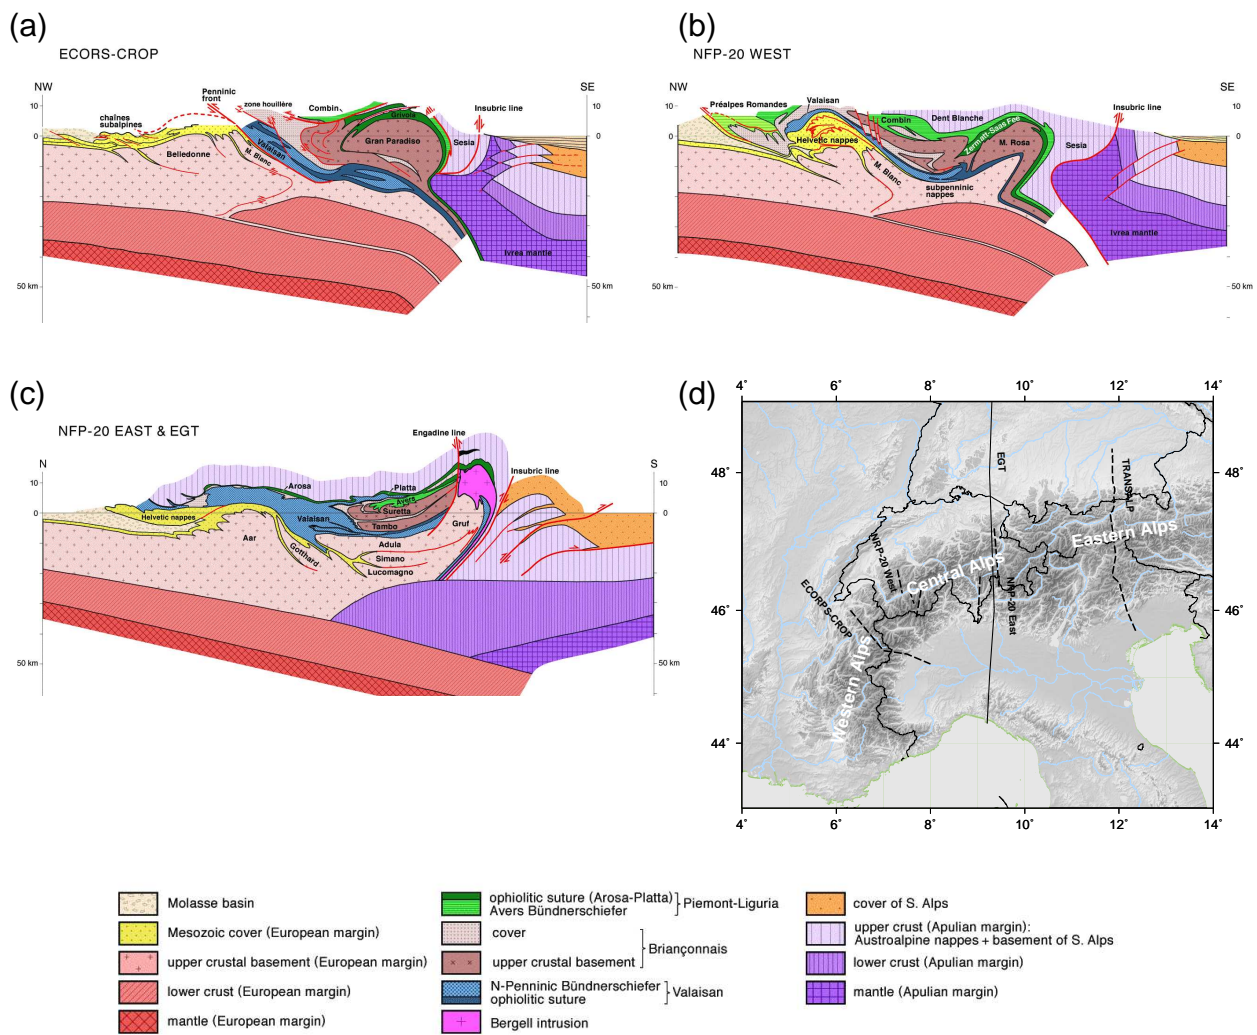 (a)
ECORS-CROP
NW
SE
10
0
50 km
10
0
50 km
Penninic
front
zone houillère
Combin
Insubric line
chaînes
subalpines
Grivola
Belledonne
Valaisan
M. Blanc
Gran Paradiso
Sesia
Ivrea mantle
(b)
NFP-20 WEST
NW
SE
10
0
50 km
10
0
50 km
Préalpes Romandes
Valaisan
Insubric line
Combin
Dent Blanche
Zermatt-Saas Fee
Helvetic nappes
M. Rosa
Sesia
M. Blanc
subpenninic
nappes
Ivrea mantle
(c)
NFP-20 EAST & EGT
N
S
10
0
50 km
10
0
50 km
Engadine line
Insubric line
Arosa
Platta
Avers
Suretta
Helvetic nappes
Valaisan
Tambo
Gruf
Aar
Gotthard
Adula
Simano
Lucomagno
(d)
4˚ 6˚ 8˚ 10˚ 12˚ 14˚
48˚ 48˚
46˚ 46˚
44˚ 44˚
4˚ 6˚ 8˚ 10˚ 12˚ 14˚
EGT
TRANSALP
Eastern Alps
NRP-20 West
Central Alps
NRP-20 East
ECORPS-CROP
Western Alps
Molasse basin
Mesozoic cover (European margin)
upper crustal basement (European margin)
lower crust (European margin)
mantle (European margin)
ophiolitic suture (Arosa-Platta)
Avers Bündnerschiefer
Piemont-Liguria
cover
upper crustal basement
Briançonnais
N-Penninic Bündnerschiefer
ophiolitic suture
Valaisan
Bergell intrusion
cover of S. Alps
upper crust (Apulian margin):
Austroalpine nappes + basement of S. Alps
lower crust (Apulian margin)
mantle (Apulian margin)